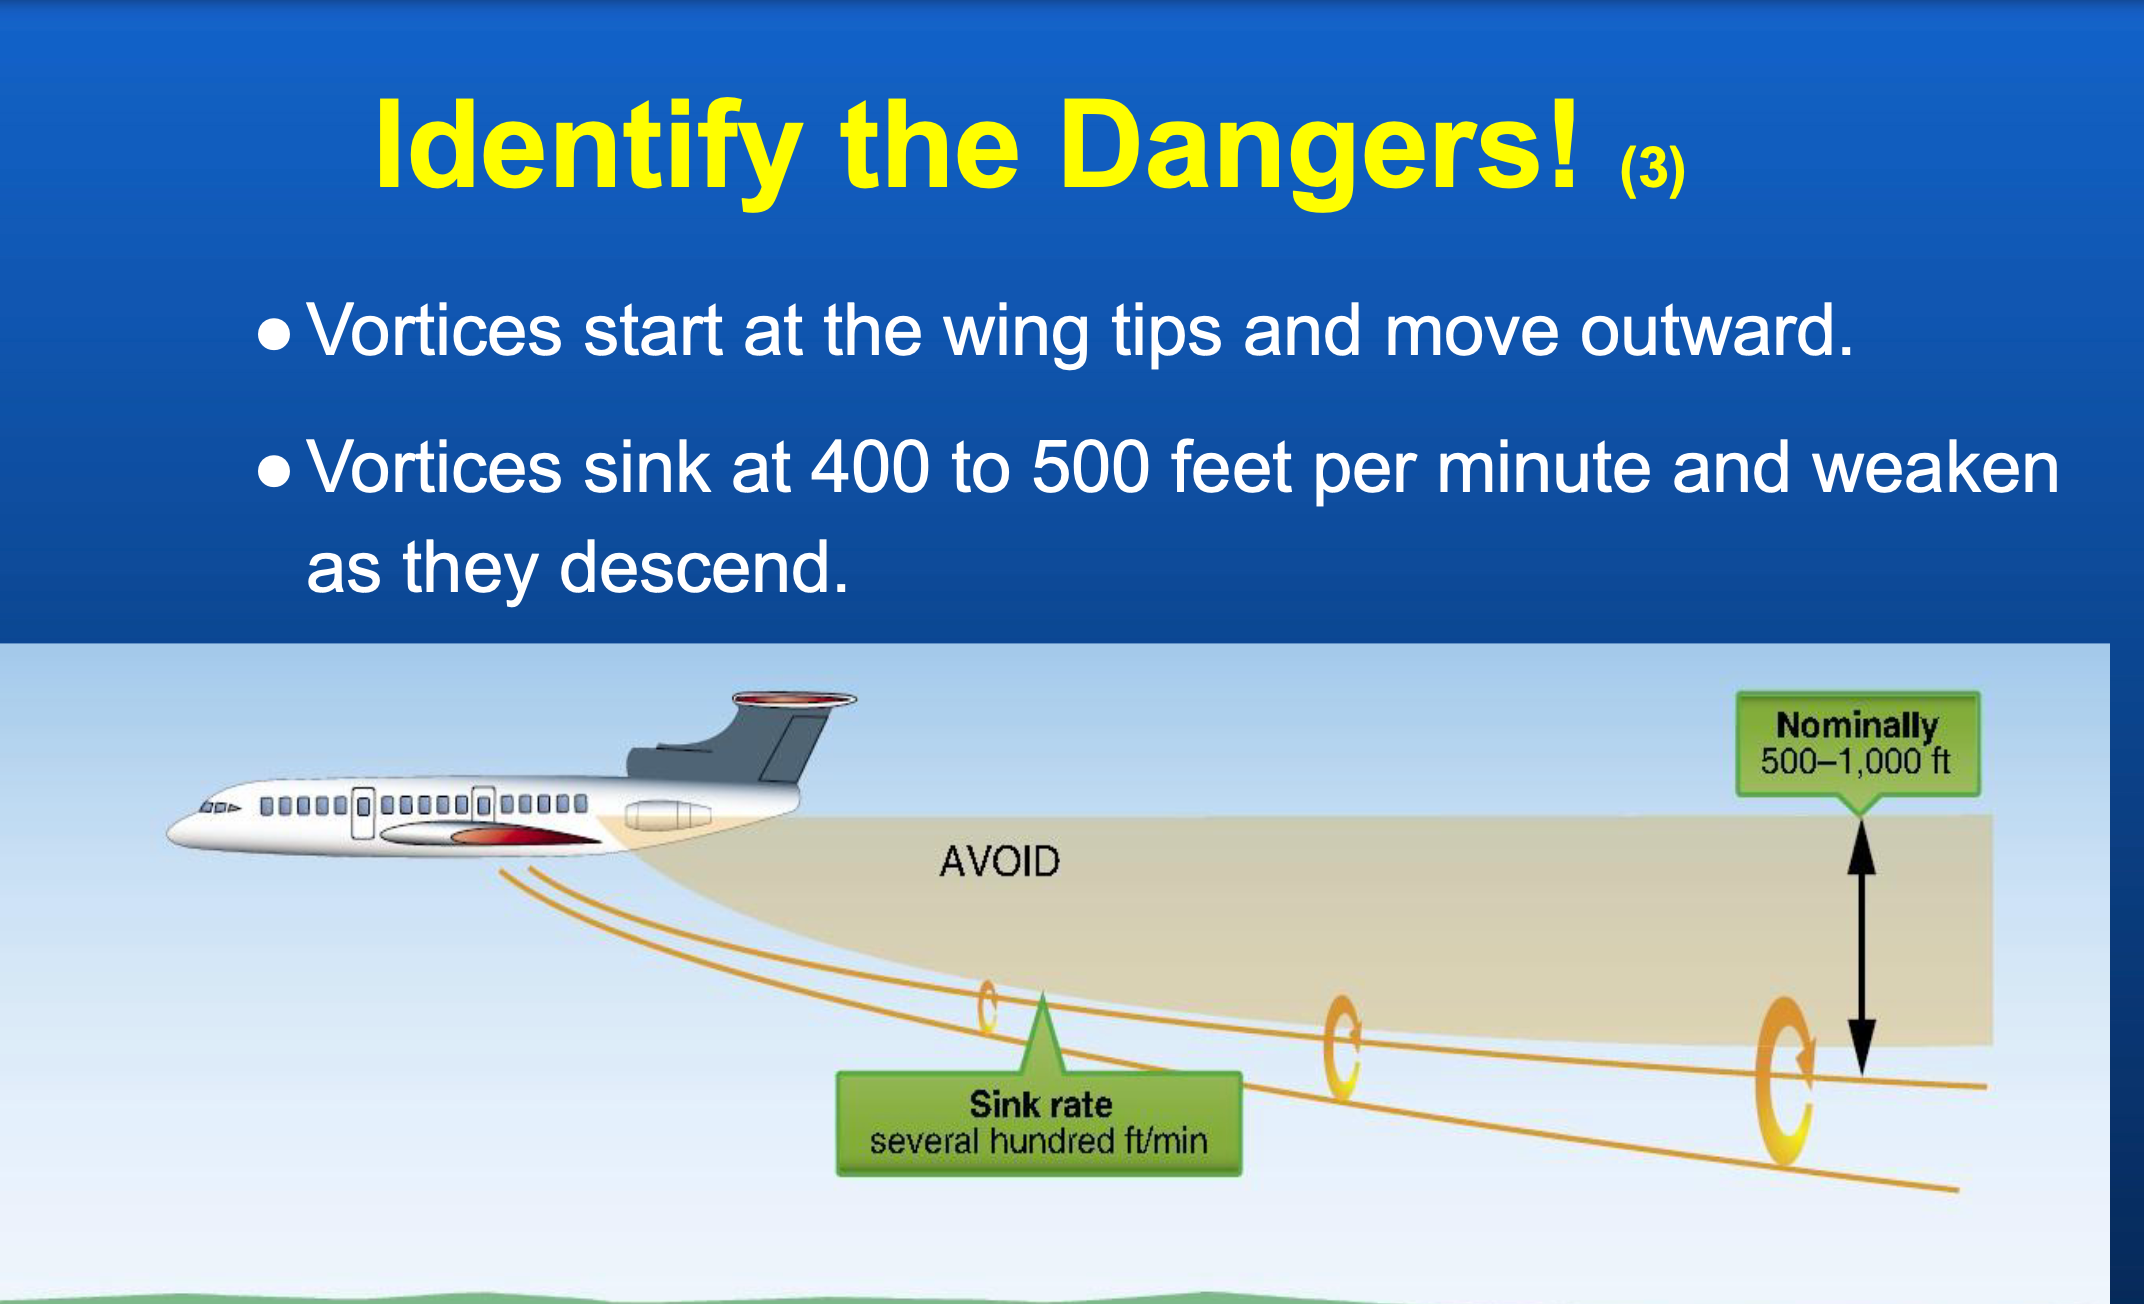 Identify the Dangers! (3)
● Vortices start at the wing tips and move outward.
● Vortices sink at 400 to 500 feet per minute and weaken
as they descend.
Nominally
500–1,000 ft
AVOID
Sink rate
several hundred ft/min